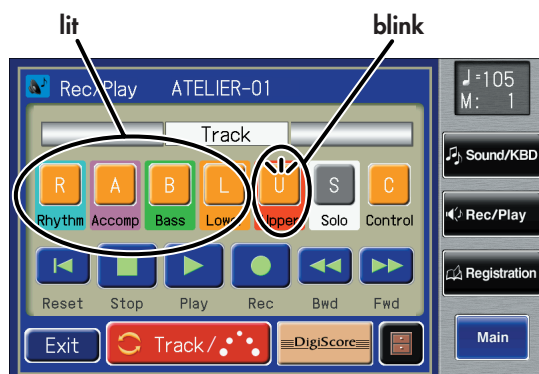 lit
blink
Rec/Play ATELIER-01
♩=105
M: 1
Track
Sound/KBD
R A B L U S C
Rhythm Accomp Bass Lower Upper Solo Control
Rec/Play
Registration
Reset Stop Play Rec Bwd Fwd
Exit
Track/
DigiScore
Main